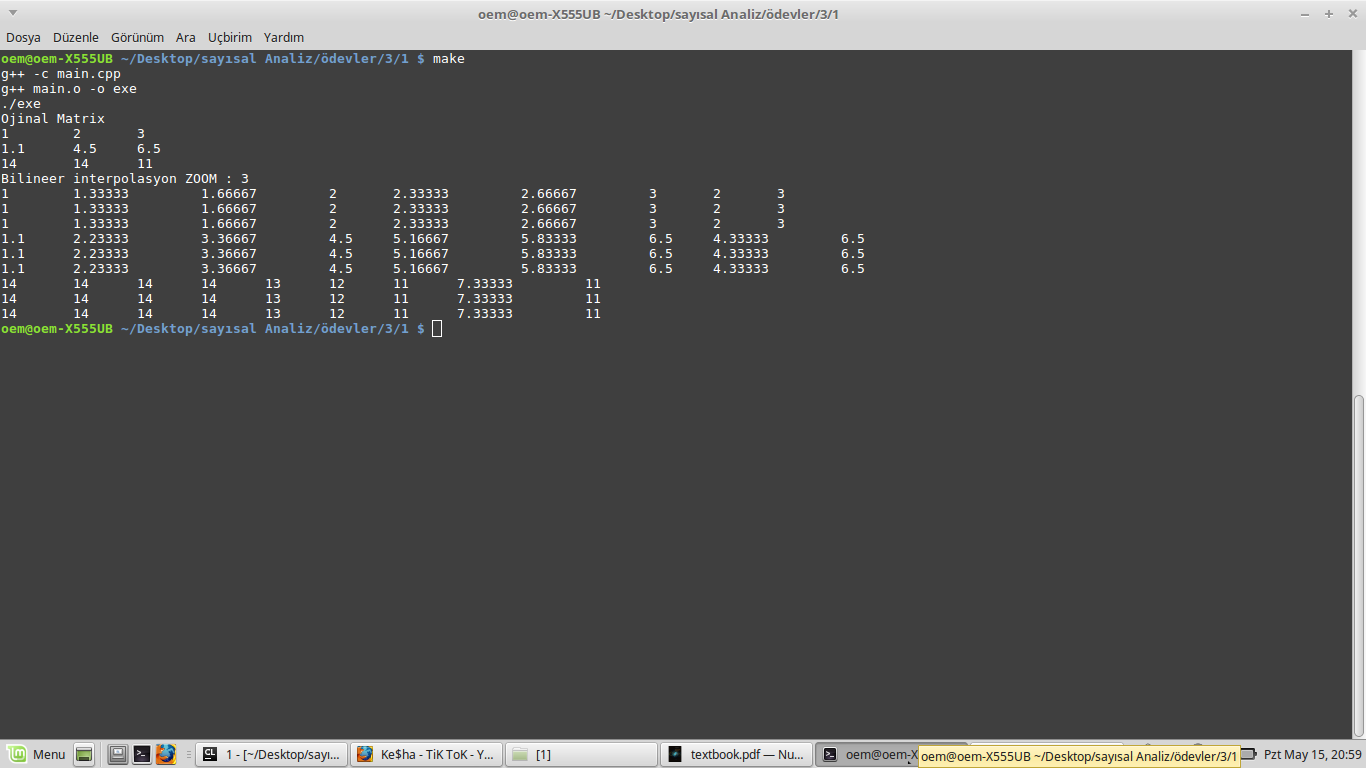 oem@oem-X555UB ~/Desktop/sayısal Analiz/ödevler/3/1
Dosya Düzenle Görünüm Ara Uçbirim Yardım
oem@oem-X555UB ~/Desktop/sayısal Analiz/ödevler/3/1 $ make
g++ -c main.cpp
g++ main.o -o exe
./exe
Ojinal Matrix
1 2 3
1.1 4.5 6.5
14 14 11
Bilineer interpolasyon ZOOM : 3
1 1.33333 1.66667 2 2.33333 2.66667 3 2 3
1 1.33333 1.66667 2 2.33333 2.66667 3 2 3
1 1.33333 1.66667 2 2.33333 2.66667 3 2 3
1.1 2.23333 3.36667 4.5 5.16667 5.83333 6.5 4.33333 6.5
1.1 2.23333 3.36667 4.5 5.16667 5.83333 6.5 4.33333 6.5
1.1 2.23333 3.36667 4.5 5.16667 5.83333 6.5 4.33333 6.5
14 14 14 14 13 12 11 7.33333 11
14 14 14 14 13 12 11 7.33333 11
14 14 14 14 13 12 11 7.33333 11
oem@oem-X555UB ~/Desktop/sayısal Analiz/ödevler/3/1 $
Menu CL 1 - [~/Desktop/sayı... Ke$ha - TiK ToK - Y... [1] textbook.pdf — Nu... oem@oem-X oem@oem-X555UB ~/Desktop/sayısal Analiz/ödevler/3/1 Pzt May 15, 20:59